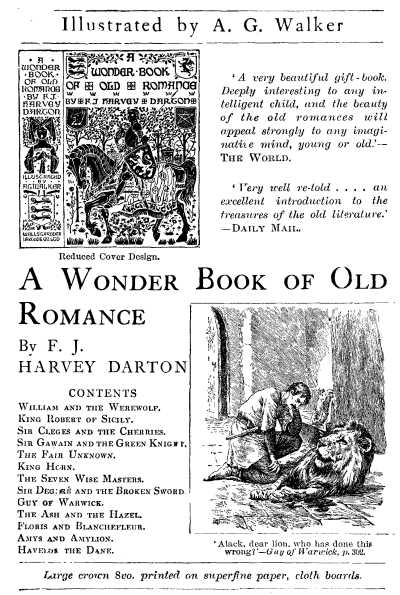 Illustrated by A. G. Walker
A
WONDER
BOOK
OF OLD
ROMANCE
BY F. J.
HARVEY
DARTON
ILLUSTRATED
BY
A.G. WALKER
A
WONDER BOOK
OF OLD ROMANCE
BY F. J. HARVEY DARTON
Reduced Cover Design.
‘A very beautiful gift-book.
Deeply interesting to any in-
telligent child, and the beauty
of the old romances will
appeal strongly to any imagi-
native mind, young or old.’—
THE WORLD.
‘Very well re-told . . . . an
excellent introduction to the
treasures of the old literature.’
—DAILY MAIL.
A WONDER BOOK OF OLD
ROMANCE
By F. J.
HARVEY DARTON
CONTENTS
WILLIAM AND THE WEREWOLF.
KING ROBERT OF SICILY.
SIR CLEGES AND THE CHERRIES.
SIR GAWAIN AND THE GREEN KNIGHT.
THE FAIR UNKNOWN.
KING HORN.
THE SEVEN WISE MASTERS.
SIR DEGARÉ AND THE BROKEN SWORD
GUY OF WARWICK.
THE ASH AND THE HAZEL.
FLORIS AND BLANCHEFLEUR.
AMYS AND AMYLION.
HAVELOK THE DANE.
‘Alack, dear lion, who has done this
wrong?’—Guy of Warwick, p. 302.
Large crown 8vo. printed on superfine paper, cloth boards.